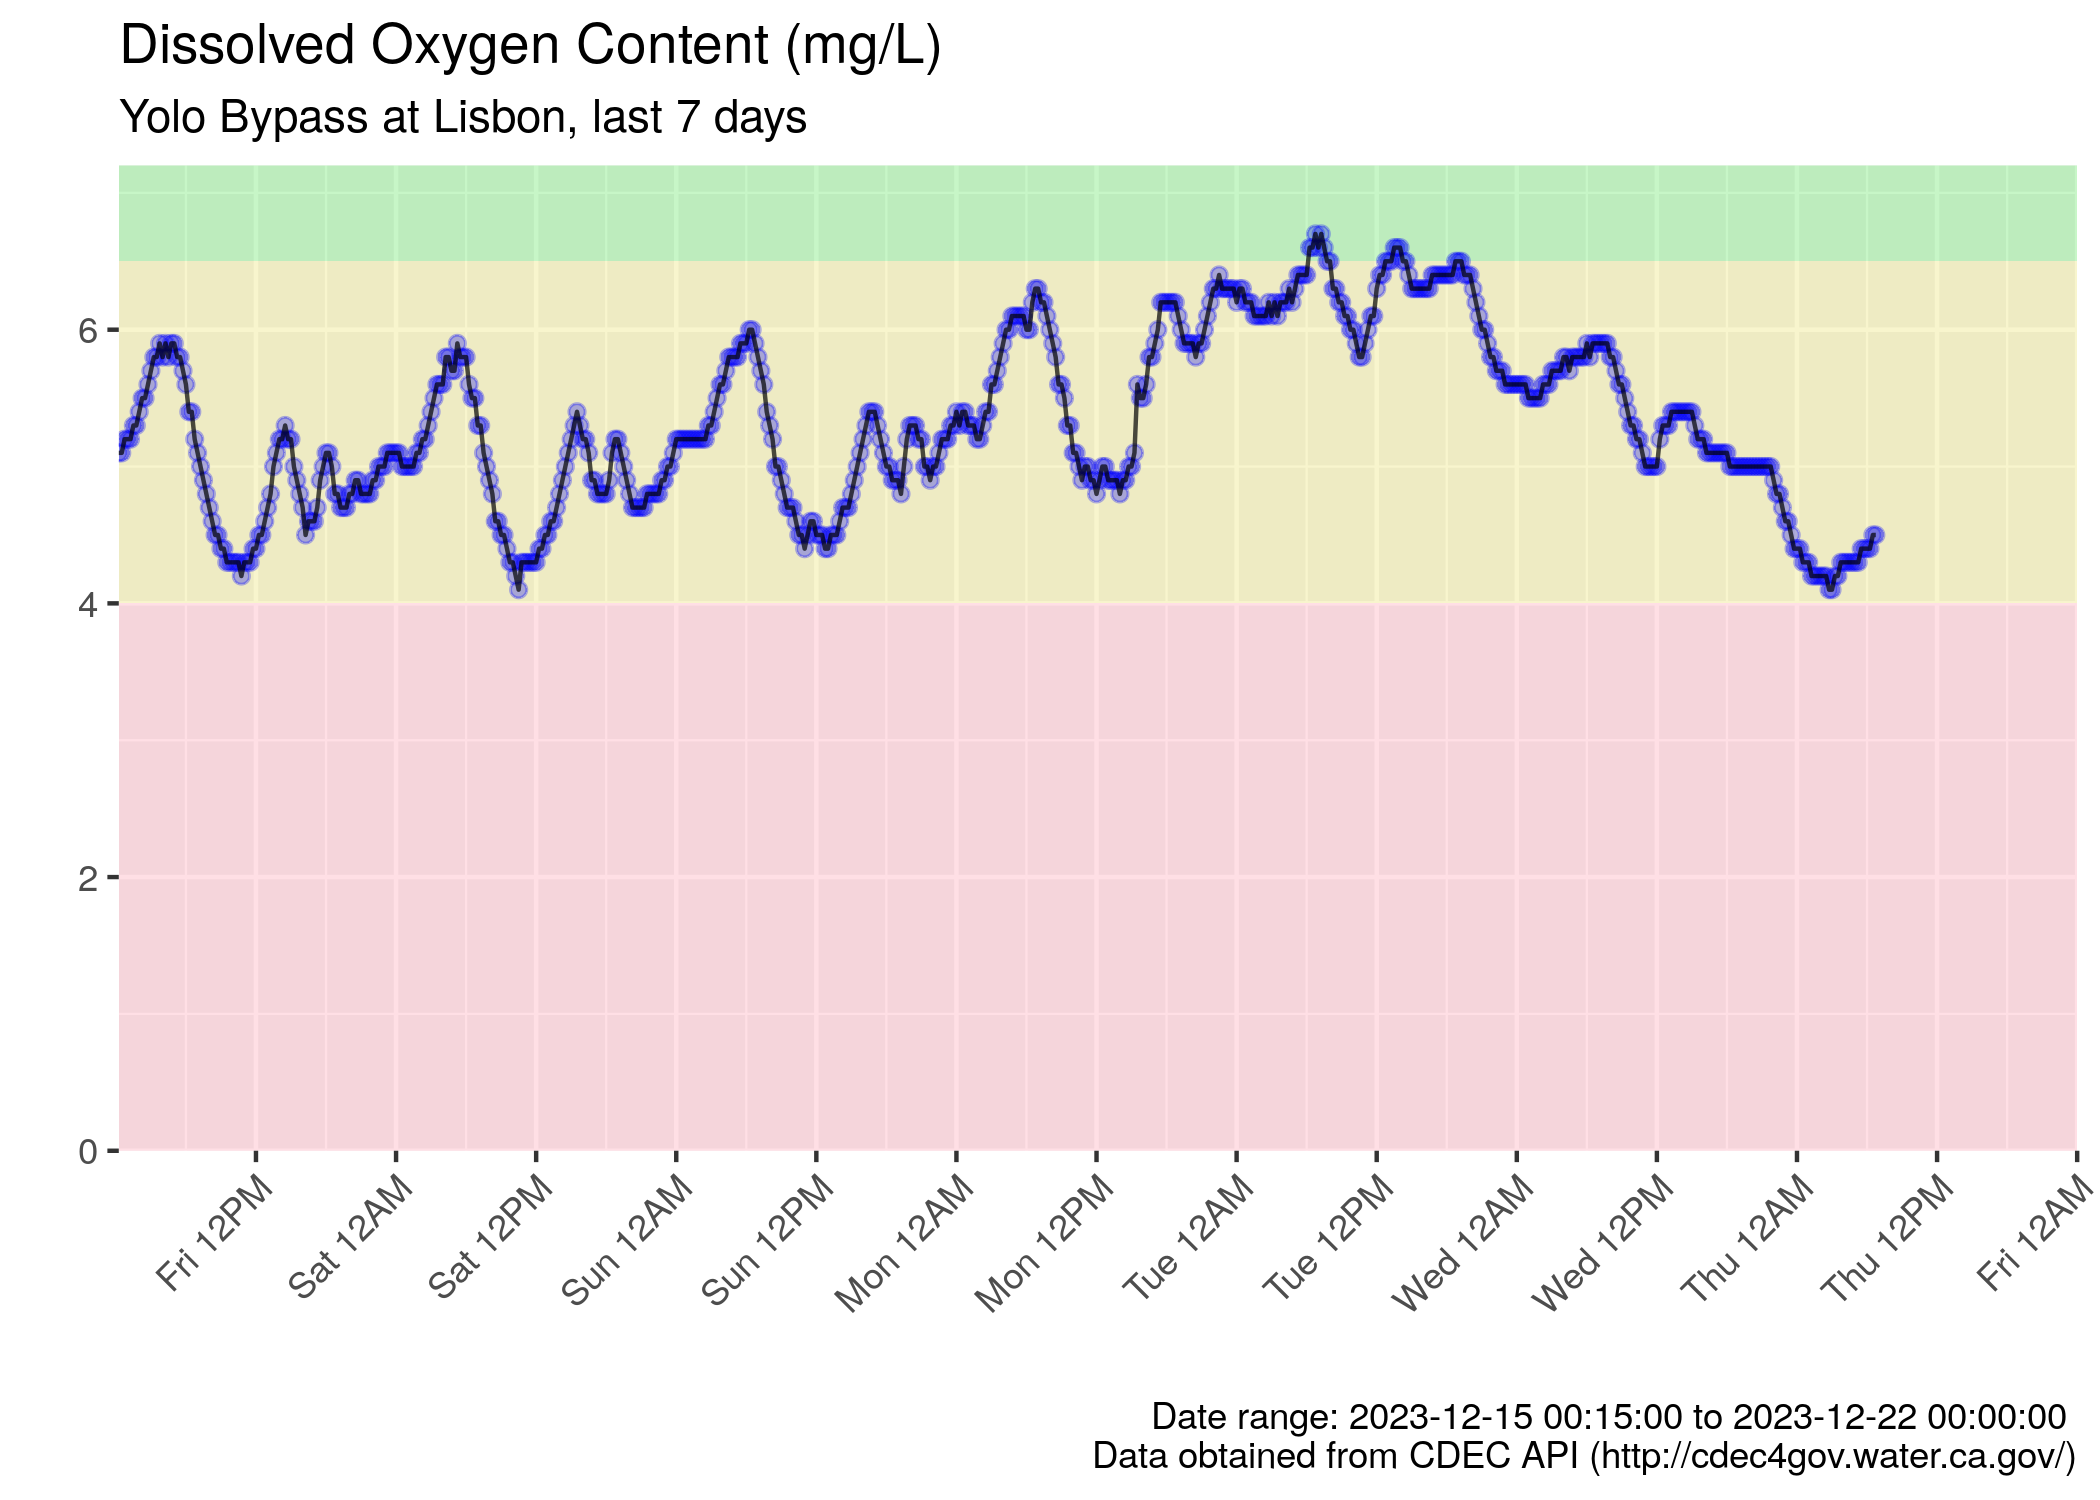 Dissolved Oxygen Content (mg/L)
Yolo Bypass at Lisbon, last 7 days
6
4
2
0
Fri 12PM
Sat 12AM
Sat 12PM
Sun 12AM
Sun 12PM
Mon 12AM
Mon 12PM
Tue 12AM
Tue 12PM
Wed 12AM
Wed 12PM
Thu 12AM
Thu 12PM
Fri 12AM
Date range: 2023-12-15 00:15:00 to 2023-12-22 00:00:00
Data obtained from CDEC API (http://cdec4gov.water.ca.gov/)